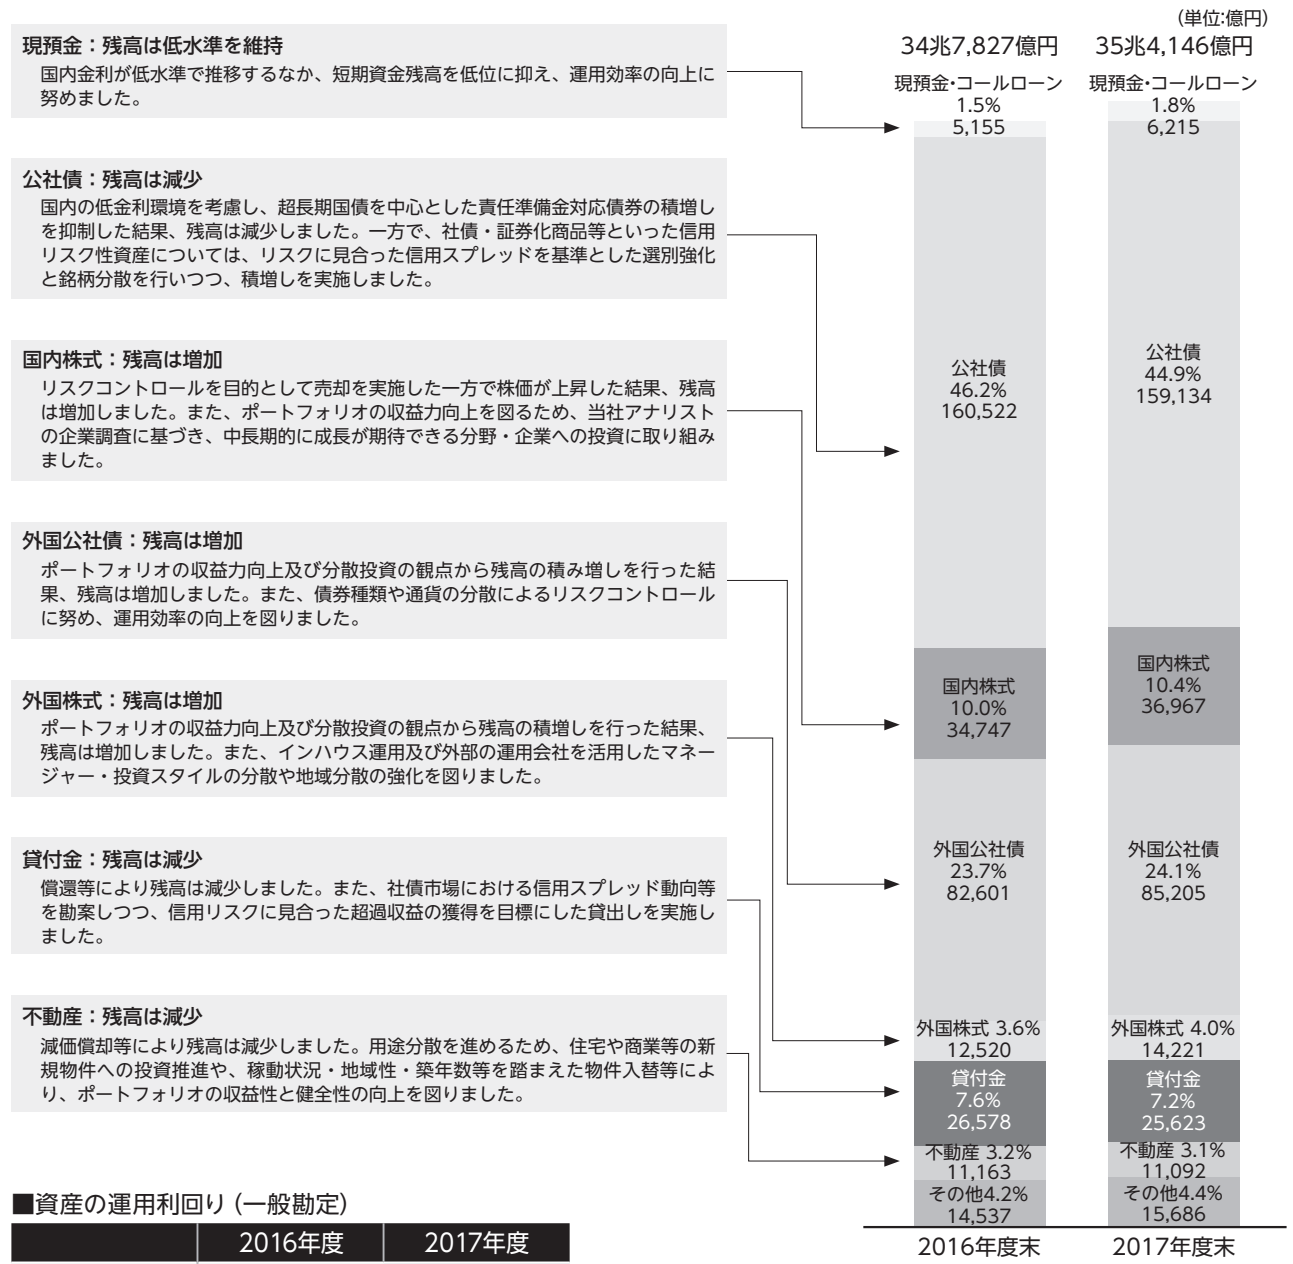 (単位:億円)
現預金：残高は低水準を維持
国内金利が低水準で推移するなか、短期資金残高を低位に抑え、運用効率の向上に
努めました。
公社債：残高は減少
国内の低金利環境を考慮し、超長期国債を中心とした責任準備金対応債券の積増し
を抑制した結果、残高は減少しました。一方で、社債・証券化商品等といった信用
リスク性資産については、リスクに見合った信用スプレッドを基準とした選別強化
と銘柄分散を行いつつ、積増しを実施しました。
国内株式：残高は増加
リスクコントロールを目的として売却を実施した一方で株価が上昇した結果、残高
は増加しました。また、ポートフォリオの収益力向上を図るため、当社アナリスト
の企業調査に基づき、中長期的に成長が期待できる分野・企業への投資に取り組み
ました。
外国公社債：残高は増加
ポートフォリオの収益力向上及び分散投資の観点から残高の積み増しを行った結
果、残高は増加しました。また、債券種類や通貨の分散によるリスクコントロール
に努め、運用効率の向上を図りました。
外国株式：残高は増加
ポートフォリオの収益力向上及び分散投資の観点から残高の積増しを行った結果、
残高は増加しました。また、インハウス運用及び外部の運用会社を活用したマネー
ジャー・投資スタイルの分散や地域分散の強化を図りました。
貸付金：残高は減少
償還等により残高は減少しました。また、社債市場における信用スプレッド動向等
を勘案しつつ、信用リスクに見合った超過収益の獲得を目標にした貸出しを実施し
ました。
不動産：残高は減少
減価償却等により残高は減少しました。用途分散を進めるため、住宅や商業等の新
規物件への投資推進や、稼動状況・地域性・築年数等を踏まえた物件入替等によ
り、ポートフォリオの収益性と健全性の向上を図りました。
34兆7,827億円
現預金・コールローン
1.5%
5,155
公社債
46.2%
160,522
国内株式
10.0%
34,747
外国公社債
23.7%
82,601
外国株式 3.6%
12,520
貸付金
7.6%
26,578
不動産 3.2%
11,163
その他4.2%
14,537
2016年度末
35兆4,146億円
現預金・コールローン
1.8%
6,215
公社債
44.9%
159,134
国内株式
10.4%
36,967
外国公社債
24.1%
85,205
外国株式 4.0%
14,221
貸付金
7.2%
25,623
不動産 3.1%
11,092
その他4.4%
15,686
2017年度末
■資産の運用利回り（一般勘定）
2016年度 2017年度